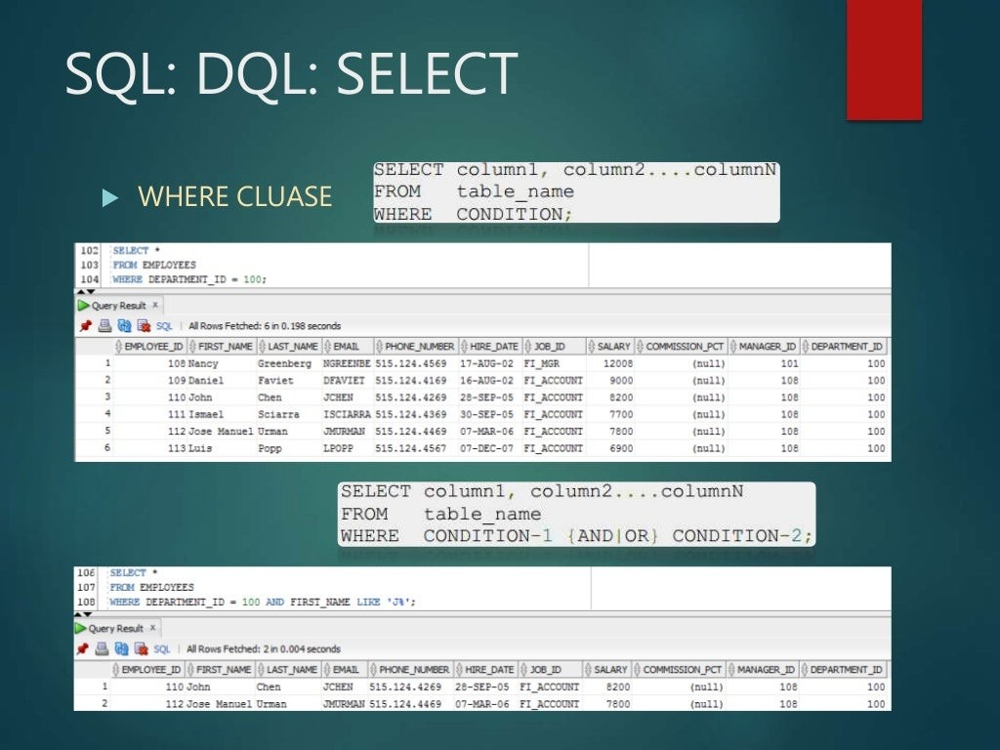 SQL: DQL: SELECT
WHERE CLUASE
SELECT column1, column2....columnN
FROM table_name
WHERE CONDITION;
102 SELECT *
103 FROM EMPLOYEES
104 WHERE DEPARTMENT_ID = 100;
Query Result x
SQL | All Rows Fetched: 6 in 0.198 seconds
EMPLOYEE_ID FIRST_NAME LAST_NAME EMAIL PHONE_NUMBER HIRE_DATE JOB_ID SALARY COMMISSION_PCT MANAGER_ID DEPARTMENT_ID
1 108 Nancy Greenberg NGREENBE 515.124.4569 17-AUG-02 FI_MGR 12008 (null) 101 100
2 109 Daniel Faviet DFAVIET 515.124.4169 16-AUG-02 FI_ACCOUNT 9000 (null) 108 100
3 110 John Chen JCHEN 515.124.4269 28-SEP-05 FI_ACCOUNT 8200 (null) 108 100
4 111 Ismael Sciarra ISCIARRA 515.124.4369 30-SEP-05 FI_ACCOUNT 7700 (null) 108 100
5 112 Jose Manuel Urman JMURMAN 515.124.4469 07-MAR-06 FI_ACCOUNT 7800 (null) 108 100
6 113 Luis Popp LPOPP 515.124.4567 07-DEC-07 FI_ACCOUNT 6900 (null) 108 100
SELECT column1, column2....columnN
FROM table_name
WHERE CONDITION-1 {AND|OR} CONDITION-2;
106 SELECT *
107 FROM EMPLOYEES
108 WHERE DEPARTMENT_ID = 100 AND FIRST_NAME LIKE 'J%';
Query Result x
SQL | All Rows Fetched: 2 in 0.004 seconds
EMPLOYEE_ID FIRST_NAME LAST_NAME EMAIL PHONE_NUMBER HIRE_DATE JOB_ID SALARY COMMISSION_PCT MANAGER_ID DEPARTMENT_ID
1 110 John Chen JCHEN 515.124.4269 28-SEP-05 FI_ACCOUNT 8200 (null) 108 100
2 112 Jose Manuel Urman JMURMAN 515.124.4469 07-MAR-06 FI_ACCOUNT 7800 (null) 108 100